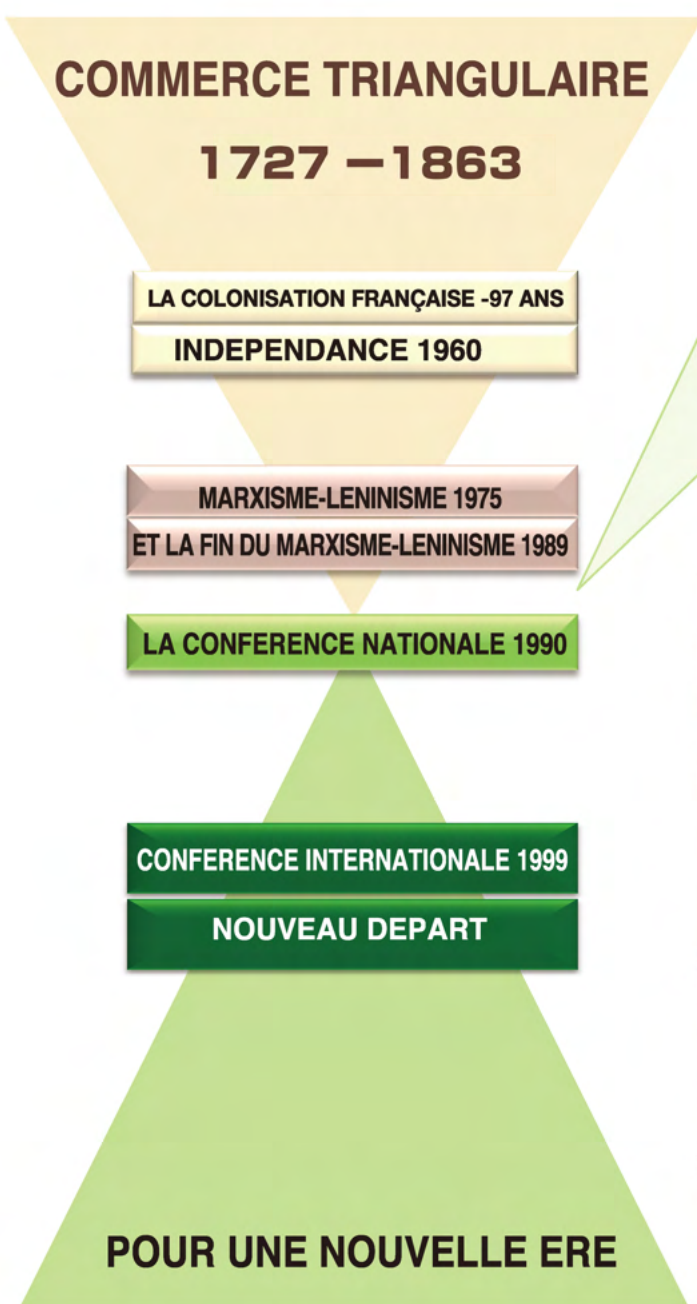 COMMERCE TRIANGULAIRE
1727 – 1863
LA COLONISATION FRANÇAISE -97 ANS
INDEPENDANCE 1960
MARXISME-LENINISME 1975
ET LA FIN DU MARXISME-LENINISME 1989
LA CONFERENCE NATIONALE 1990
CONFERENCE INTERNATIONALE 1999
NOUVEAU DEPART
POUR UNE NOUVELLE ERE